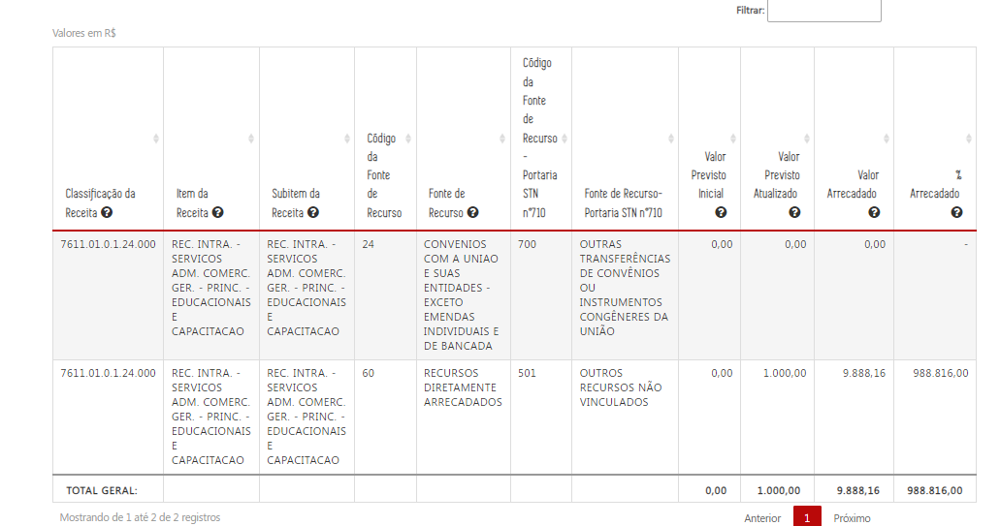 Filtrar:
Valores em R$
Classificação da
Receita
Item da
Receita
Subitem da
Receita
Código
da
Fonte
de
Recurso
Fonte de
Recurso
Código
da
Fonte
de
Recurso
-
Portaria
STN
n°710
Fonte de Recurso-
Portaria STN n°710
Valor
Previsto
Inicial
Valor
Previsto
Atualizado
Valor
Arrecadado
%
Arrecadado
7611.01.0.1.24.000
REC. INTRA. -
SERVICOS
ADM. COMERC.
GER. - PRINC. -
EDUCACIONAIS
E
CAPACITACAO
REC. INTRA. -
SERVICOS
ADM. COMERC.
GER. - PRINC. -
EDUCACIONAIS
E
CAPACITACAO
24
CONVENIOS
COM A UNIAO
E SUAS
ENTIDADES -
EXCETO
EMENDAS
INDIVIDUAIS E
DE BANCADA
700
OUTRAS
TRANSFERÊNCIAS
DE CONVÊNIOS
OU
INSTRUMENTOS
CONGÊNERES DA
UNIÃO
0,00
0,00
0,00
-
7611.01.0.1.24.000
REC. INTRA. -
SERVICOS
ADM. COMERC.
GER. - PRINC. -
EDUCACIONAIS
E
CAPACITACAO
REC. INTRA. -
SERVICOS
ADM. COMERC.
GER. - PRINC. -
EDUCACIONAIS
E
CAPACITACAO
60
RECURSOS
DIRETAMENTE
ARRECADADOS
501
OUTROS
RECURSOS NÃO
VINCULADOS
0,00
1.000,00
9.888,16
988.816,00
TOTAL GERAL:
0,00
1.000,00
9.888,16
988.816,00
Mostrando de 1 até 2 de 2 registros
Anterior
1
Próximo